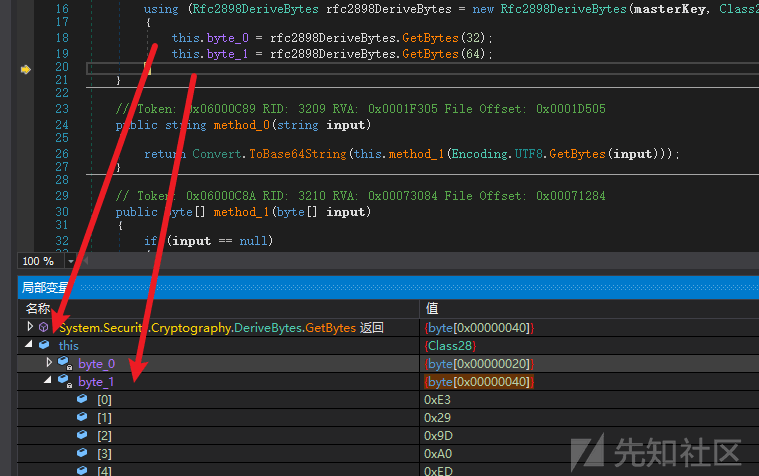 16 using (Rfc2898DeriveBytes rfc2898DeriveBytes = new Rfc2898DeriveBytes(masterKey, Class2
17 {
18 this.byte_0 = rfc2898DeriveBytes.GetBytes(32);
19 this.byte_1 = rfc2898DeriveBytes.GetBytes(64);
20
21 }
22
23 // Token: 0x06000C89 RID: 3209 RVA: 0x0001F305 File Offset: 0x0001D505
24 public string method_0(string input)
25
26 return Convert.ToBase64String(this.method_1(Encoding.UTF8.GetBytes(input)));
27 }
28
29 // Token: 0x06000C8A RID: 3210 RVA: 0x00073084 File Offset: 0x00071284
30 public byte[] method_1(byte[] input)
31 {
32 if (input == null)
100 %
局部变量
名称 值
System.Security.Cryptography.DeriveBytes.GetBytes 返回 {byte[0x00000040]}
this {Class28}
byte_0 {byte[0x00000020]}
byte_1 {byte[0x00000040]}
[0] 0xE3
[1] 0x29
[2] 0x9D
[3] 0xA0
[4] 0xED
先知社区